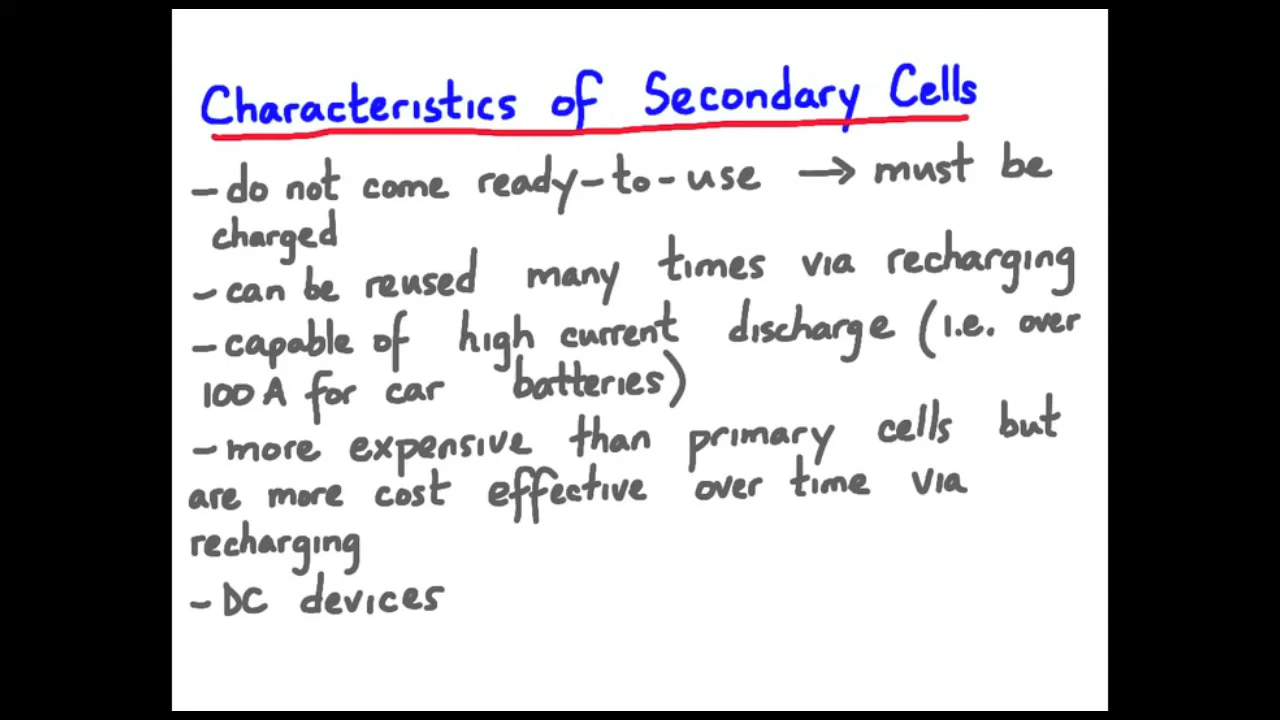 Characteristics of Secondary Cells
- do not come ready-to-use → must be
charged
- can be reused many times via recharging
- capable of high current discharge (i.e. over
100 A for car batteries)
- more expensive than primary cells but
are more cost effective over time via
recharging
- DC devices